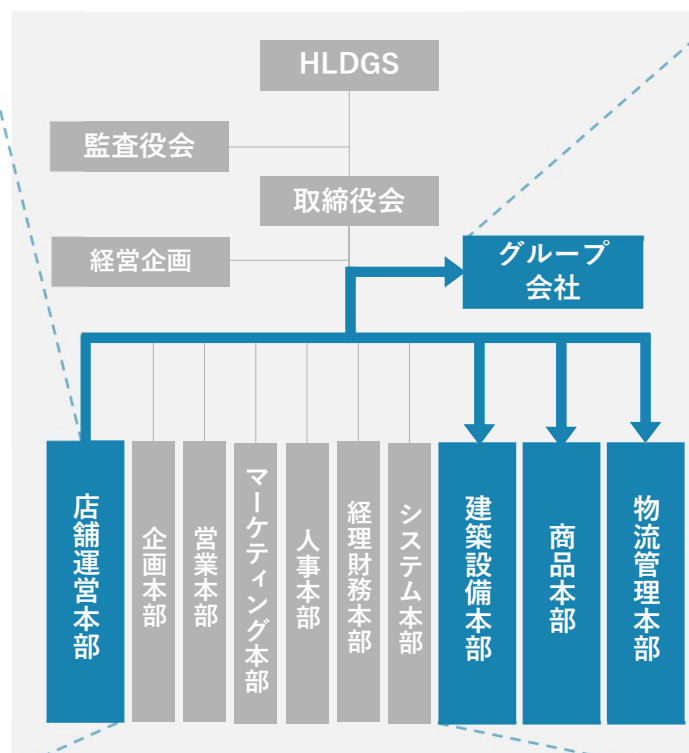 HLDGS
監査役会
取締役会
経営企画
グループ
会社
店舗運営本部
企画本部
営業本部
マーケティング本部
人事本部
経理財務本部
システム本部
建築設備本部
商品本部
物流管理本部